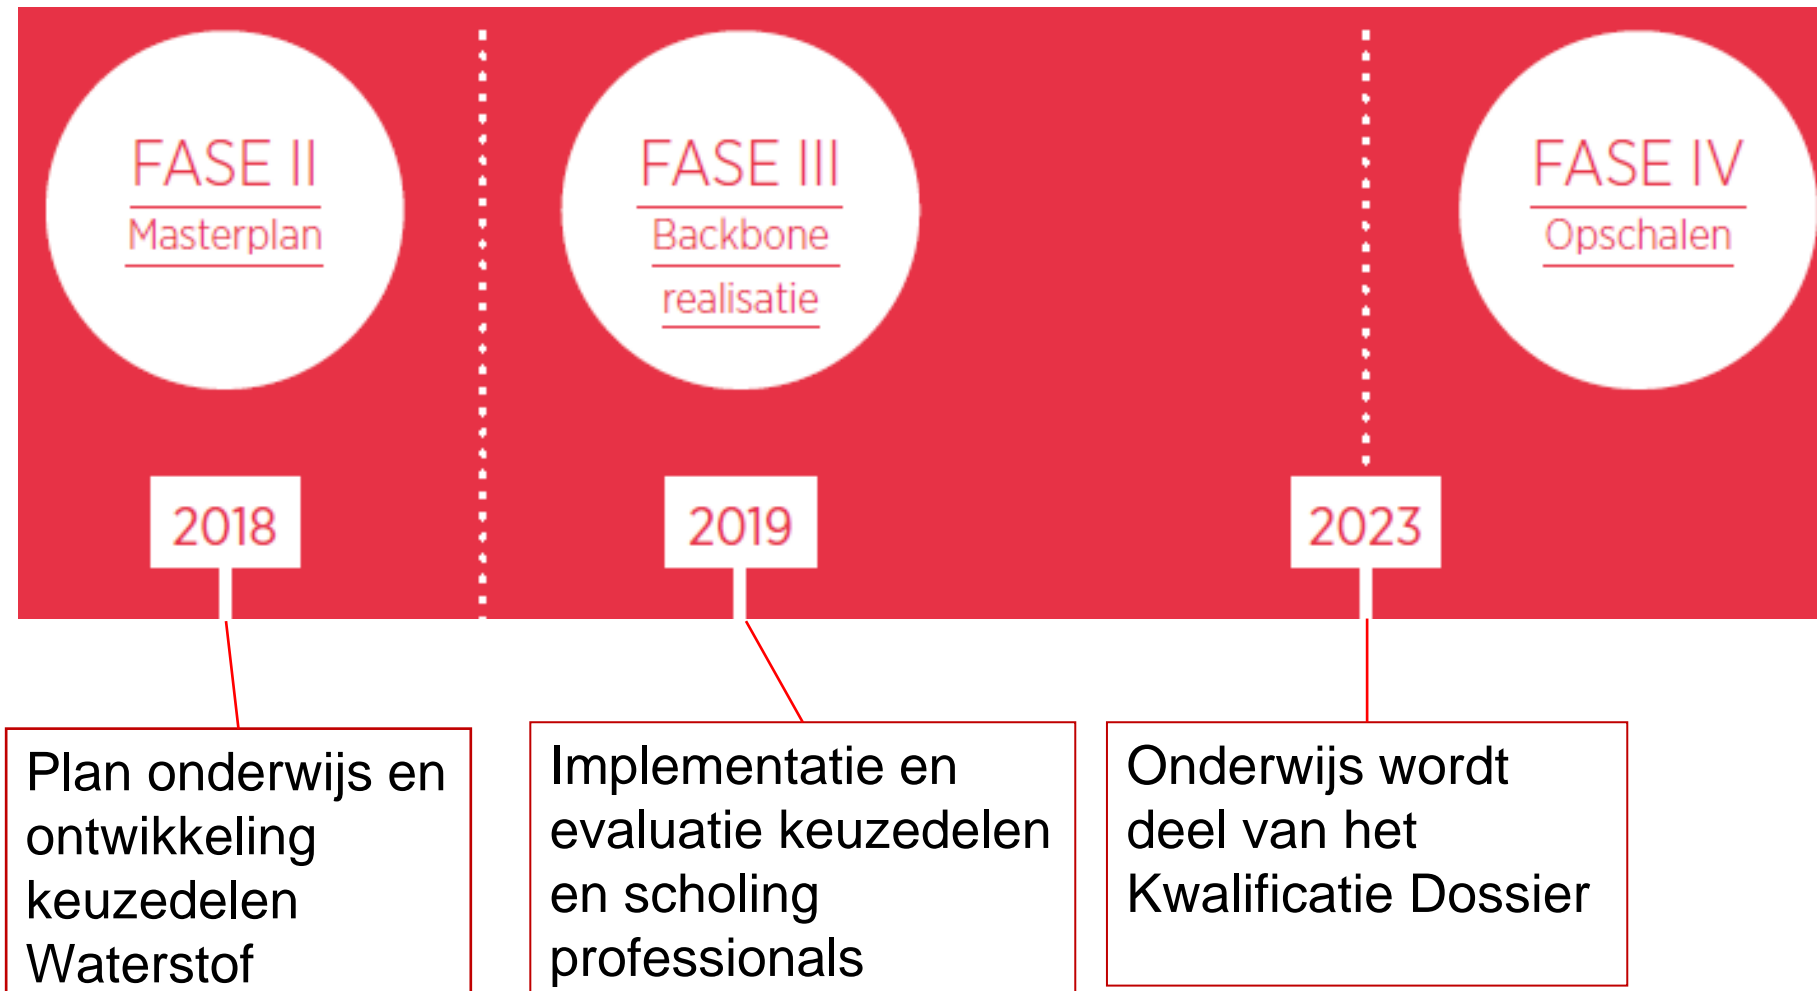 FASE II
Masterplan
FASE III
Backbone
realisatie
FASE IV
Opschalen
2018
2019
2023
Plan onderwijs en
ontwikkeling
keuzedelen
Waterstof
Implementatie en
evaluatie keuzedelen
en scholing
professionals
Onderwijs wordt
deel van het
Kwalificatie Dossier